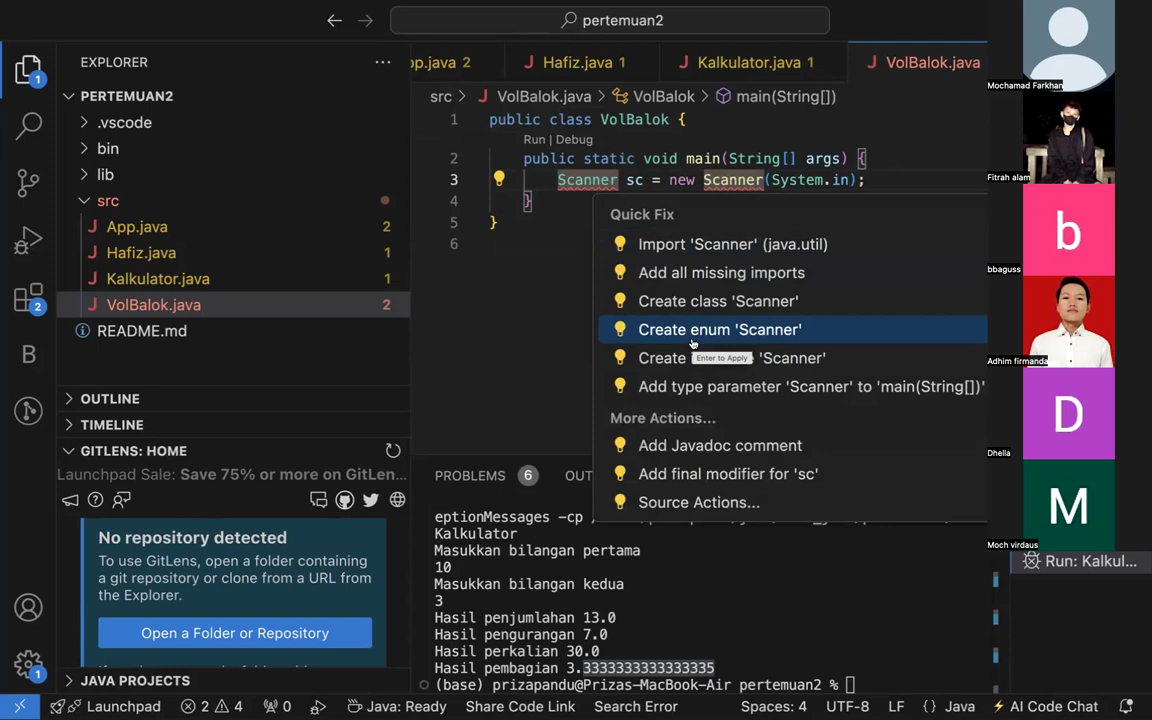 pertemuan2
EXPLORER
PERTEMUAN2
.vscode
bin
lib
src
App.java 2
Hafiz.java 1
Kalkulator.java 1
VolBalok.java 2
README.md
OUTLINE
TIMELINE
GITLENS: HOME
Launchpad Sale: Save 75% or more on GitLen...
No repository detected
To use GitLens, open a folder containing
a git repository or clone from a URL from
the Explorer.
Open a Folder or Repository
JAVA PROJECTS
1
2
B
1
pp.java 2
Hafiz.java 1
Kalkulator.java 1
VolBalok.java
src > VolBalok.java > VolBalok > main(String[])
1 public class VolBalok {
Run | Debug
2 public static void main(String[] args) {
3 Scanner sc = new Scanner(System.in);
4 }
5 }
6
Quick Fix
Import 'Scanner' (java.util)
Add all missing imports
Create class 'Scanner'
Create enum 'Scanner'
Create 'Scanner'
Enter to Apply
Add type parameter 'Scanner' to 'main(String[])'
More Actions...
Add Javadoc comment
Add final modifier for 'sc'
Source Actions...
PROBLEMS 6 OUT
eptionMessages -cp /
Kalkulator
Masukkan bilangan pertama
10
Masukkan bilangan kedua
3
Hasil penjumlahan 13.0
Hasil pengurangan 7.0
Hasil perkalian 30.0
Hasil pembagian 3.3333333333333335
(base) prizapandu@Prizas-MacBook-Air pertemuan2 %
Run: Kalkul...
Mochamad Farkhan
Fitrah alam
b
bbaguss
Adhim firmanda
D
Dhella
M
Moch virdaus
Launchpad 2 4 0 Java: Ready Share Code Link Search Error Spaces: 4 UTF-8 LF {} Java AI Code Chat